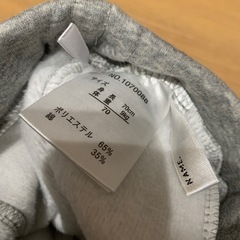 NO.1070088
サイズ
身長 70cm
体重 9kg
70
ポリエステル 65%
綿 35%
NAME.